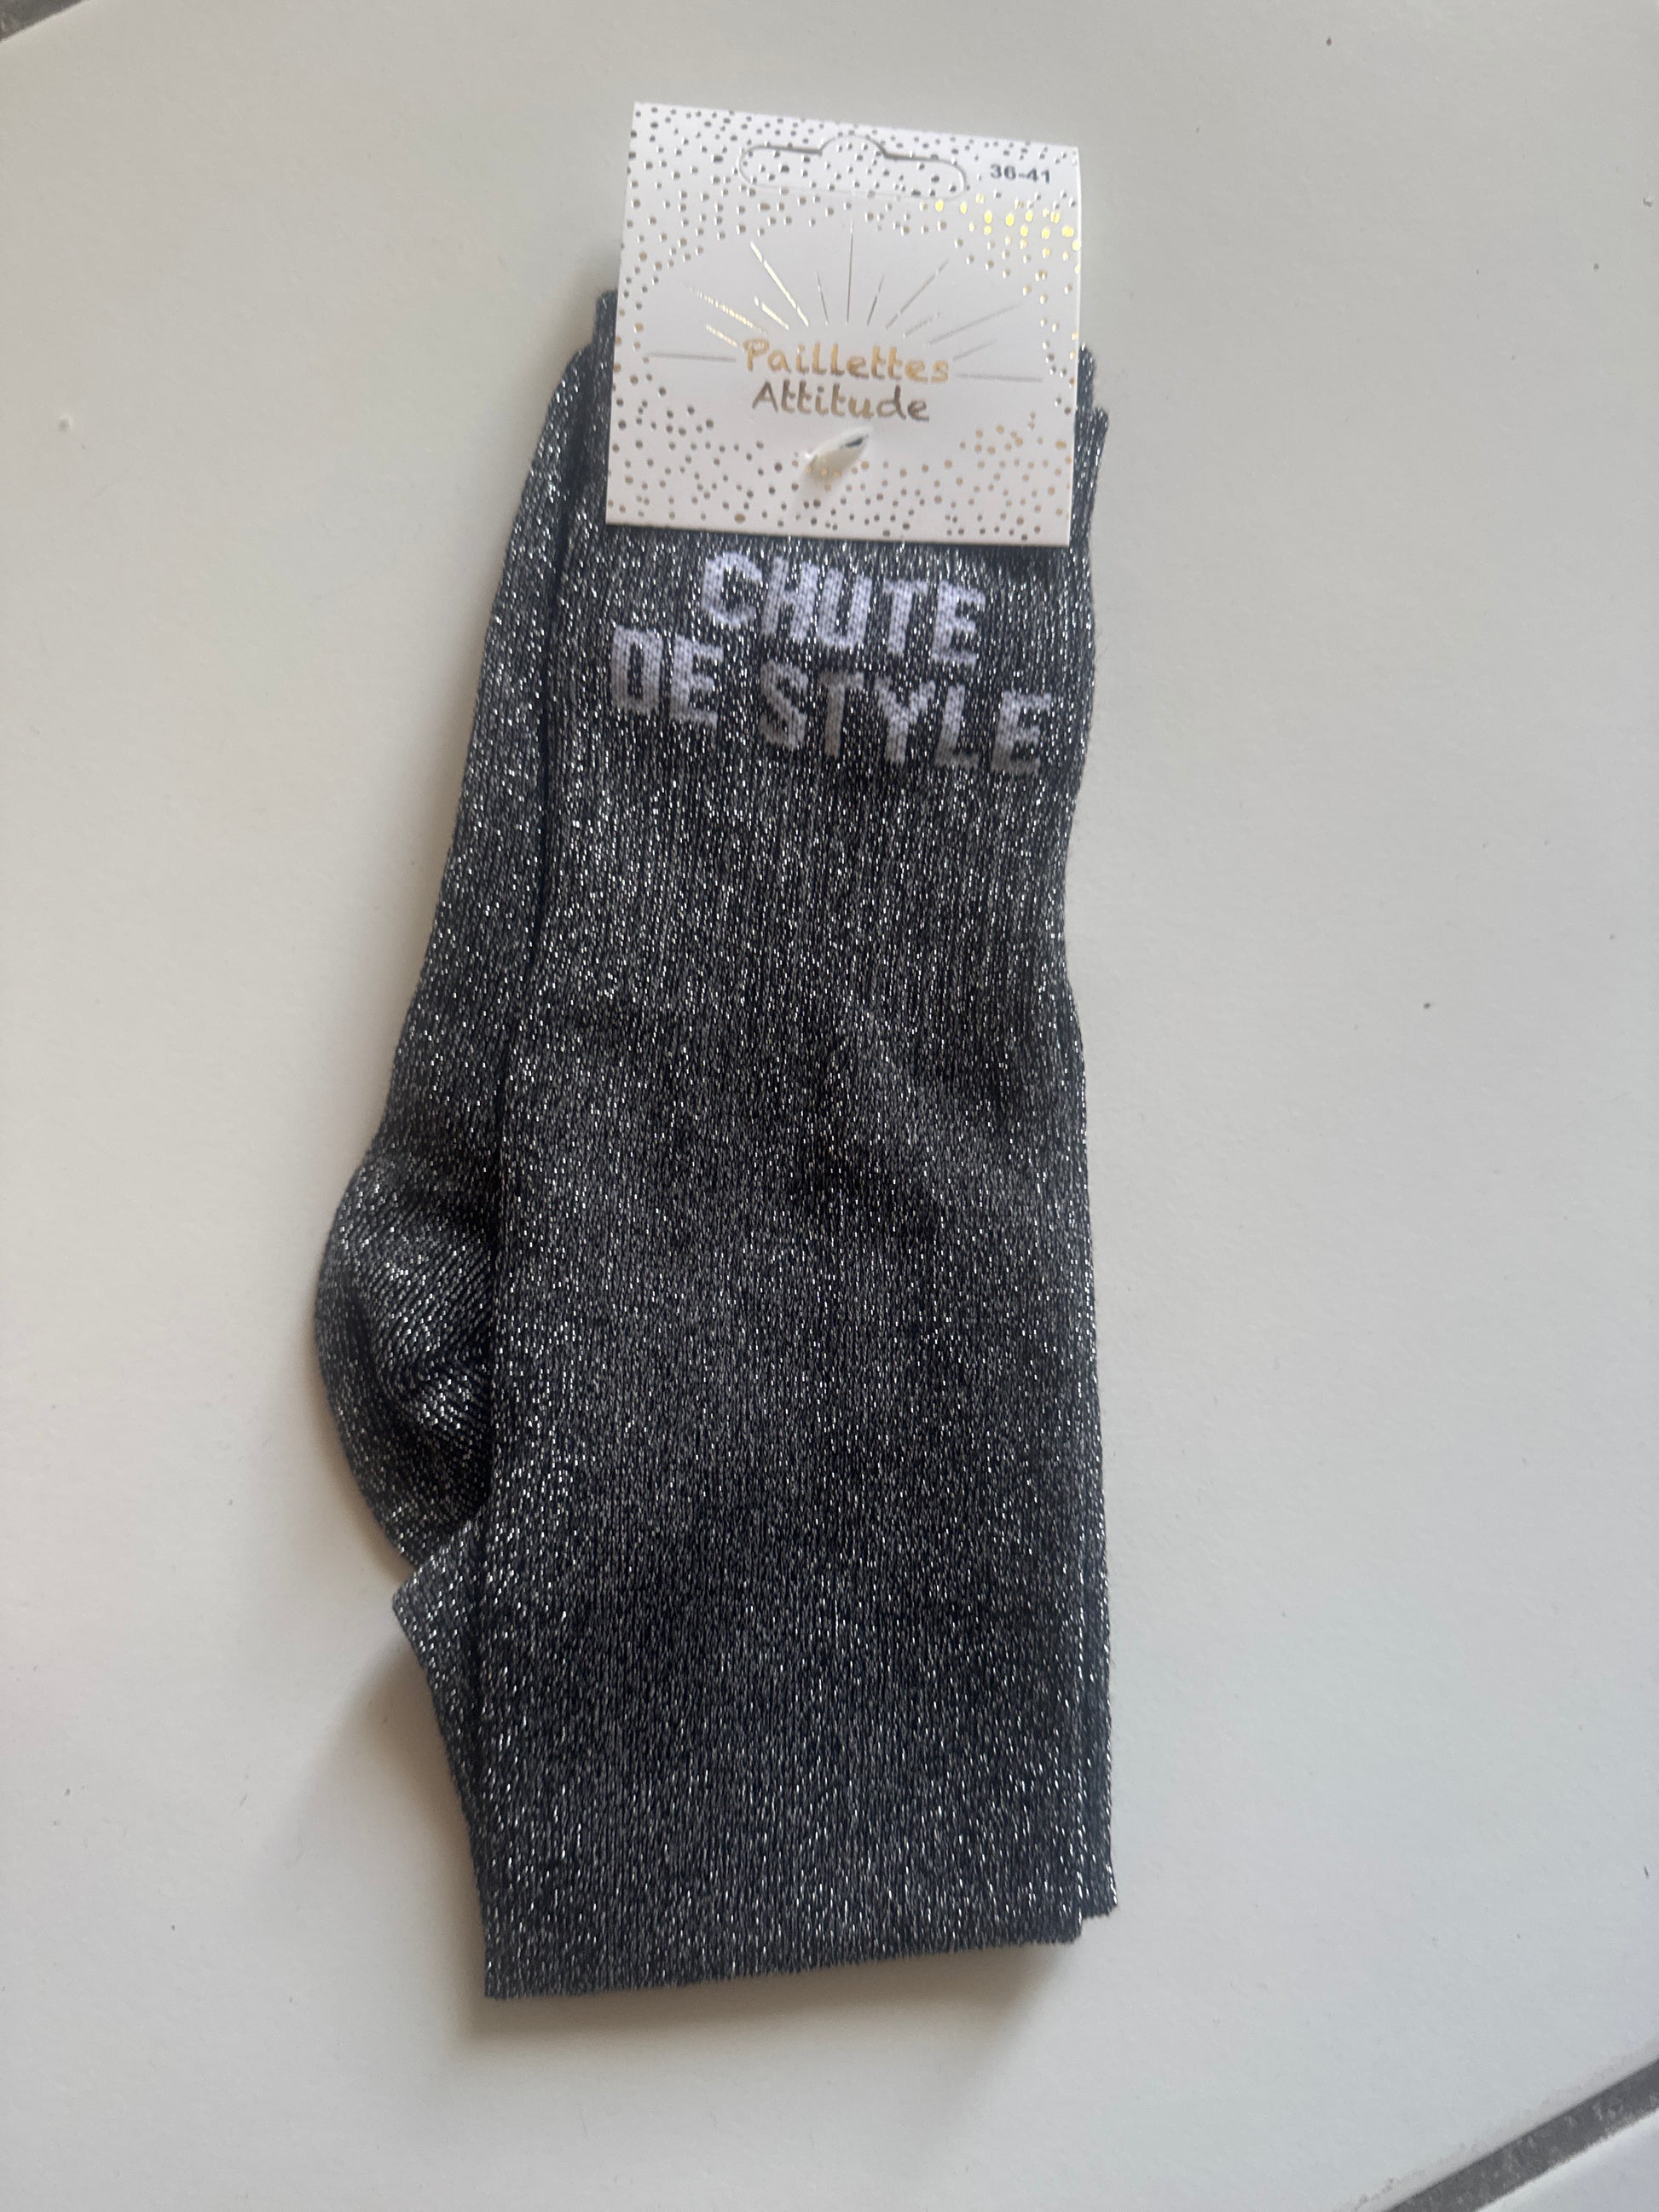 36-41
Paillettes
Attitude
CHUTE
DE STYLE